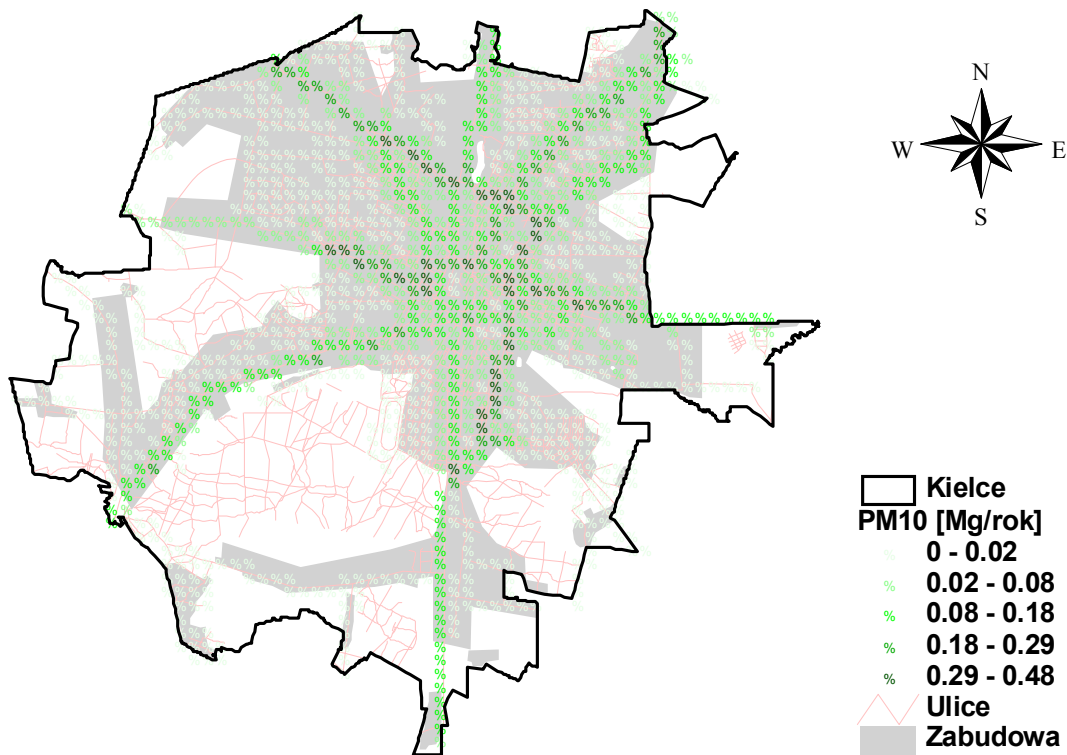 N
W E
S
Kielce
PM10 [Mg/rok]
% 0 - 0.02
% 0.02 - 0.08
% 0.08 - 0.18
% 0.18 - 0.29
% 0.29 - 0.48
Ulice
Zabudowa